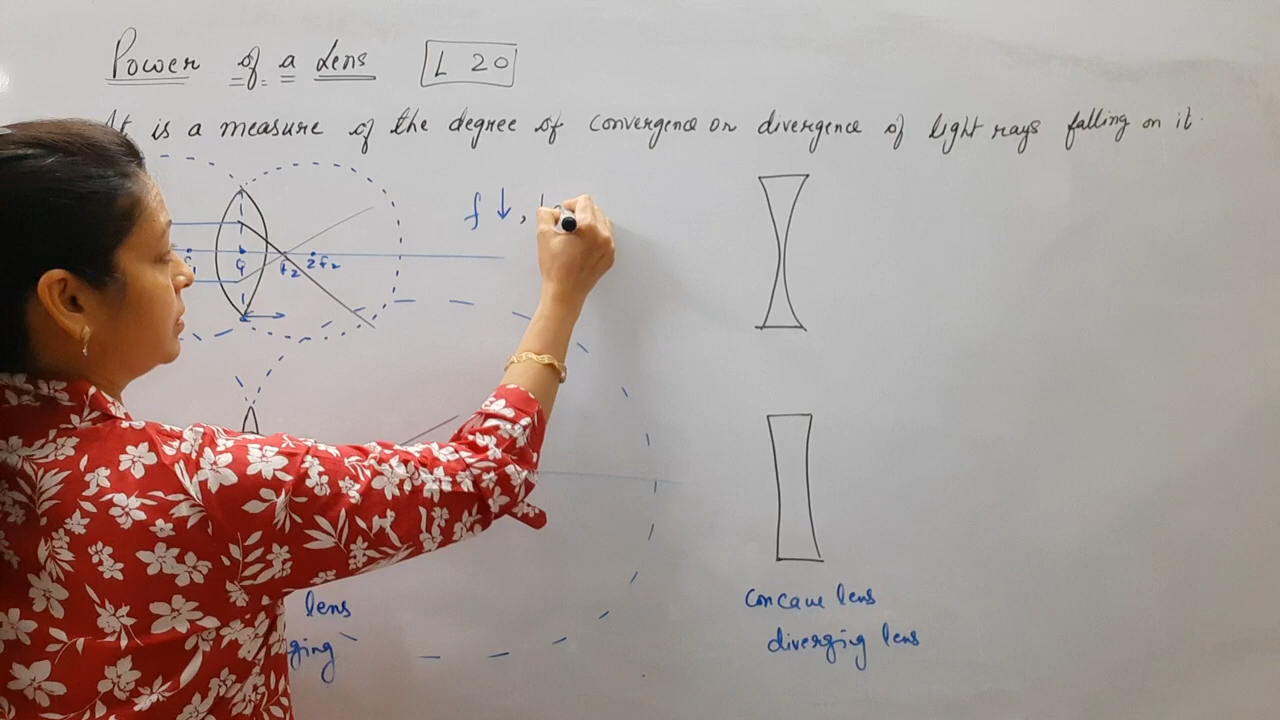 Power of a Lens L 20
It is a measure of the degree of convergence or divergence of light rays falling on it.
f ↓,
F₂ 2F₂
lens
concave lens
diverging lens